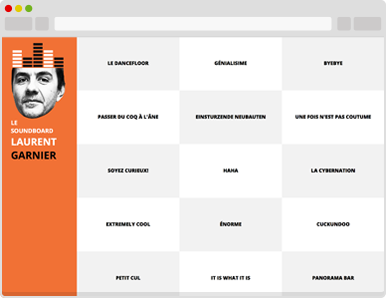 LE
SOUNDBOARD
LAURENT
GARNIER
LE DANCEFLOOR
GÉNIALISIME
BYEBYE
PASSER DU COQ À L'ÂNE
EINSTURZENDE NEUBAUTEN
UNE FOIS N'EST PAS COUTUME
SOYEZ CURIEUX!
HAHA
LA CYBERNATION
EXTREMELY COOL
ÉNORME
CUCKUNDOO
PETIT CUL
IT IS WHAT IT IS
PANORAMA BAR